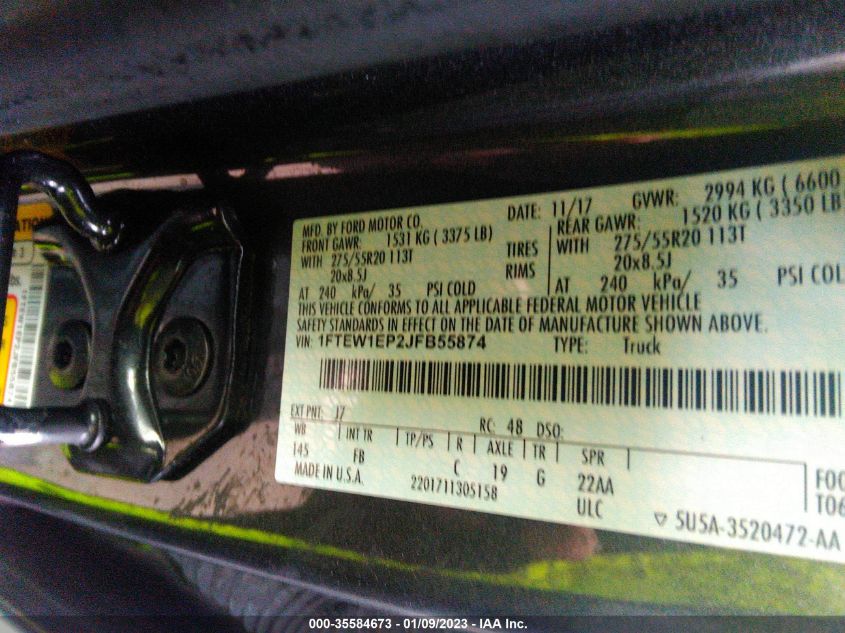 MFD. BY FORD MOTOR CO. DATE: 11/17 GVWR: 2994 KG ( 6600
FRONT GAWR: 1531 KG ( 3375 LB) REAR GAWR: 1520 KG ( 3350 LB
WITH 275/55R20 113T TIRES WITH 275/55R20 113T
20x8.5J RIMS 20x8.5J
AT 240 kPa/ 35 PSI COLD AT 240 kPa/ 35 PSI COL
THIS VEHICLE CONFORMS TO ALL APPLICABLE FEDERAL MOTOR VEHICLE
SAFETY STANDARDS IN EFFECT ON THE DATE OF MANUFACTURE SHOWN ABOVE.
VIN: 1FTEW1EP2JFB55874 TYPE: Truck
EXT PNT: J7 RC: 48 DSO:
WB INT TR TP/PS R AXLE TR SPR
145 FB C 19 G 22AA
MADE IN U.S.A. 2201711305158 ULC
FOC
TO6
5U5A-3520472-AA
000-35584673 - 01/09/2023 - IAA Inc.